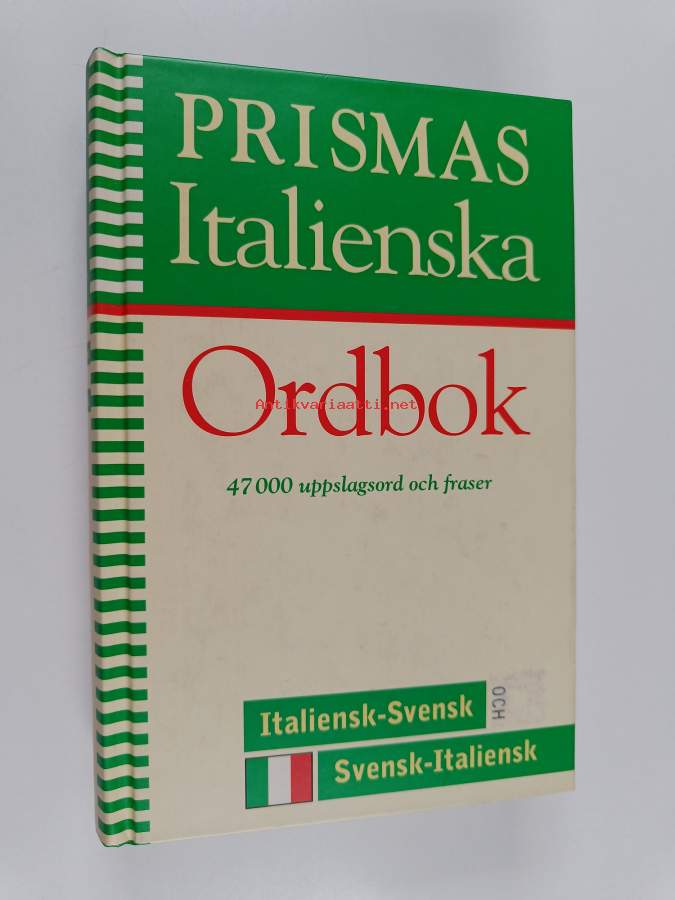 PRISMAS
Italienska
Ordbok
Antikvariaatti.net
47 000 uppslagsord och fraser
Italiensk-Svensk
OCH
Svensk-Italiensk